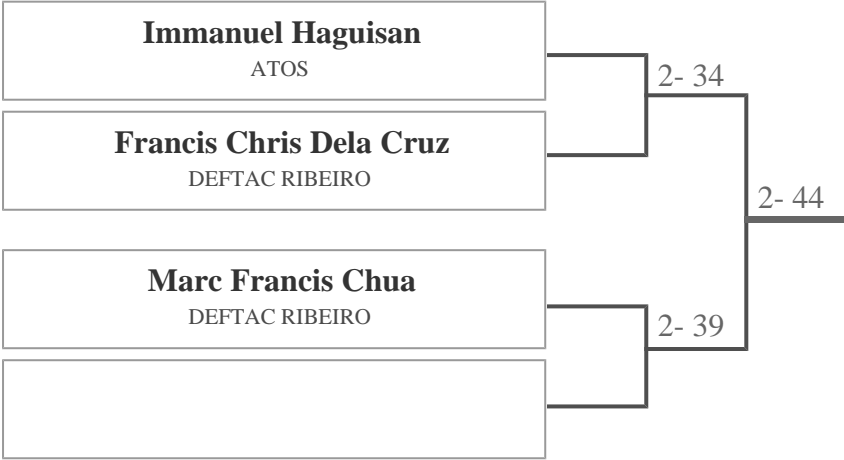 Immanuel Haguisan
ATOS
2- 34
Francis Chris Dela Cruz
DEFTAC RIBEIRO
2- 44
Marc Francis Chua
DEFTAC RIBEIRO
2- 39